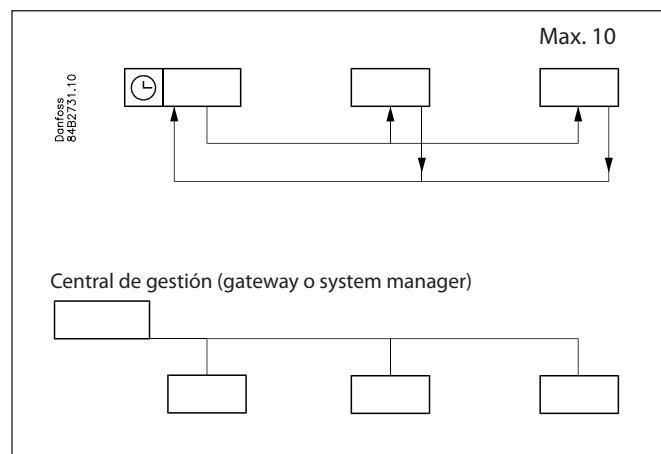 Max. 10
Danfoss
84B2731.10
Central de gestión (gateway o system manager)